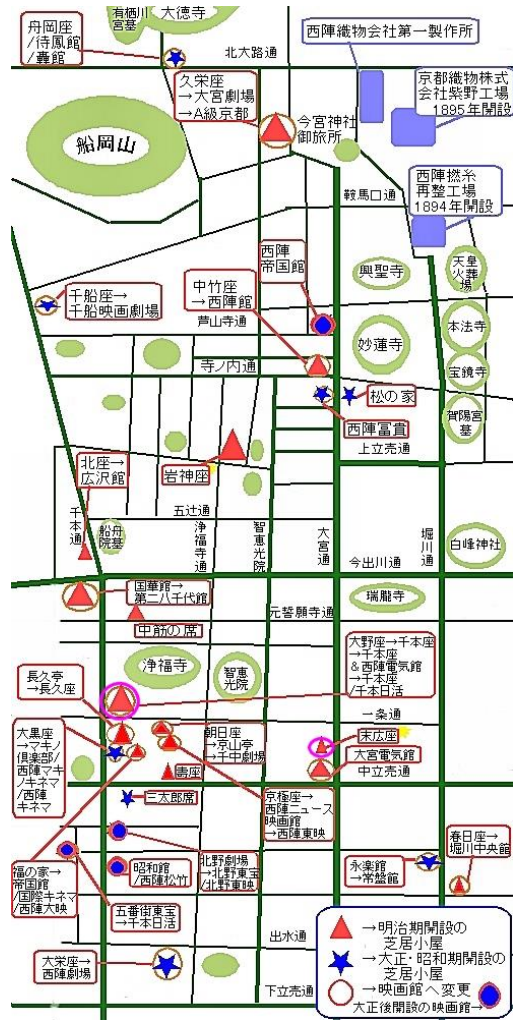 有栖川
宮墓
大徳寺
舟岡座
/待鳳館
/轟館
北大路通
西陣織物会社第一製作所
久栄座
→大宮劇場
→A級京都
今宮神社
御旅所
京都織物株式
会社紫野工場
1895年開設
船岡山
鞍馬口通
西陣撚糸
再整工場
1894年開設
西陣
帝国館
興聖寺
天皇
火葬
場
千船座→
千船映画劇場
中竹座
→西陣館
芦山寺通
妙蓮寺
本法寺
寺ノ内通
宝鏡寺
松の家
西陣冨貴
賀陽宮
墓
上立売通
岩神座
北座→
広沢館
千本通
船舟
院墓
五辻通
浄福寺通
智恵光院
大宮通
堀川通
今出川通
白峰神社
国華館→
第二八千代館
元誓願寺通
瑞龍寺
中筋の席
浄福寺
智恵
光院
大野座→千本座
→千本座
&西陣電気館
→千本座
/千本日活
長久亭
→長久座
一条通
大黒座
→マキノ
倶楽部/
西陣マキ
ノキネマ
/西陣
キネマ
朝日座
→京山亭
→千中劇場
末広座
壽座
大宮電気館
中立売通
三太郎席
京極座→
西陣ニュース
映画館
→西陣東映
福の家→
帝国館
/国際キネマ
/西陣大映
昭和館
/西陣松竹
北野劇場
→北野東宝
/北野東映
永楽館
→常盤館
春日座→
堀川中央館
五番街東宝
→千本日活
出水通
大栄座→
西陣劇場
下立売通
→明治期開設の
芝居小屋
→大正・昭和期開設の
芝居小屋
→映画館へ変更
大正後開設の映画館→